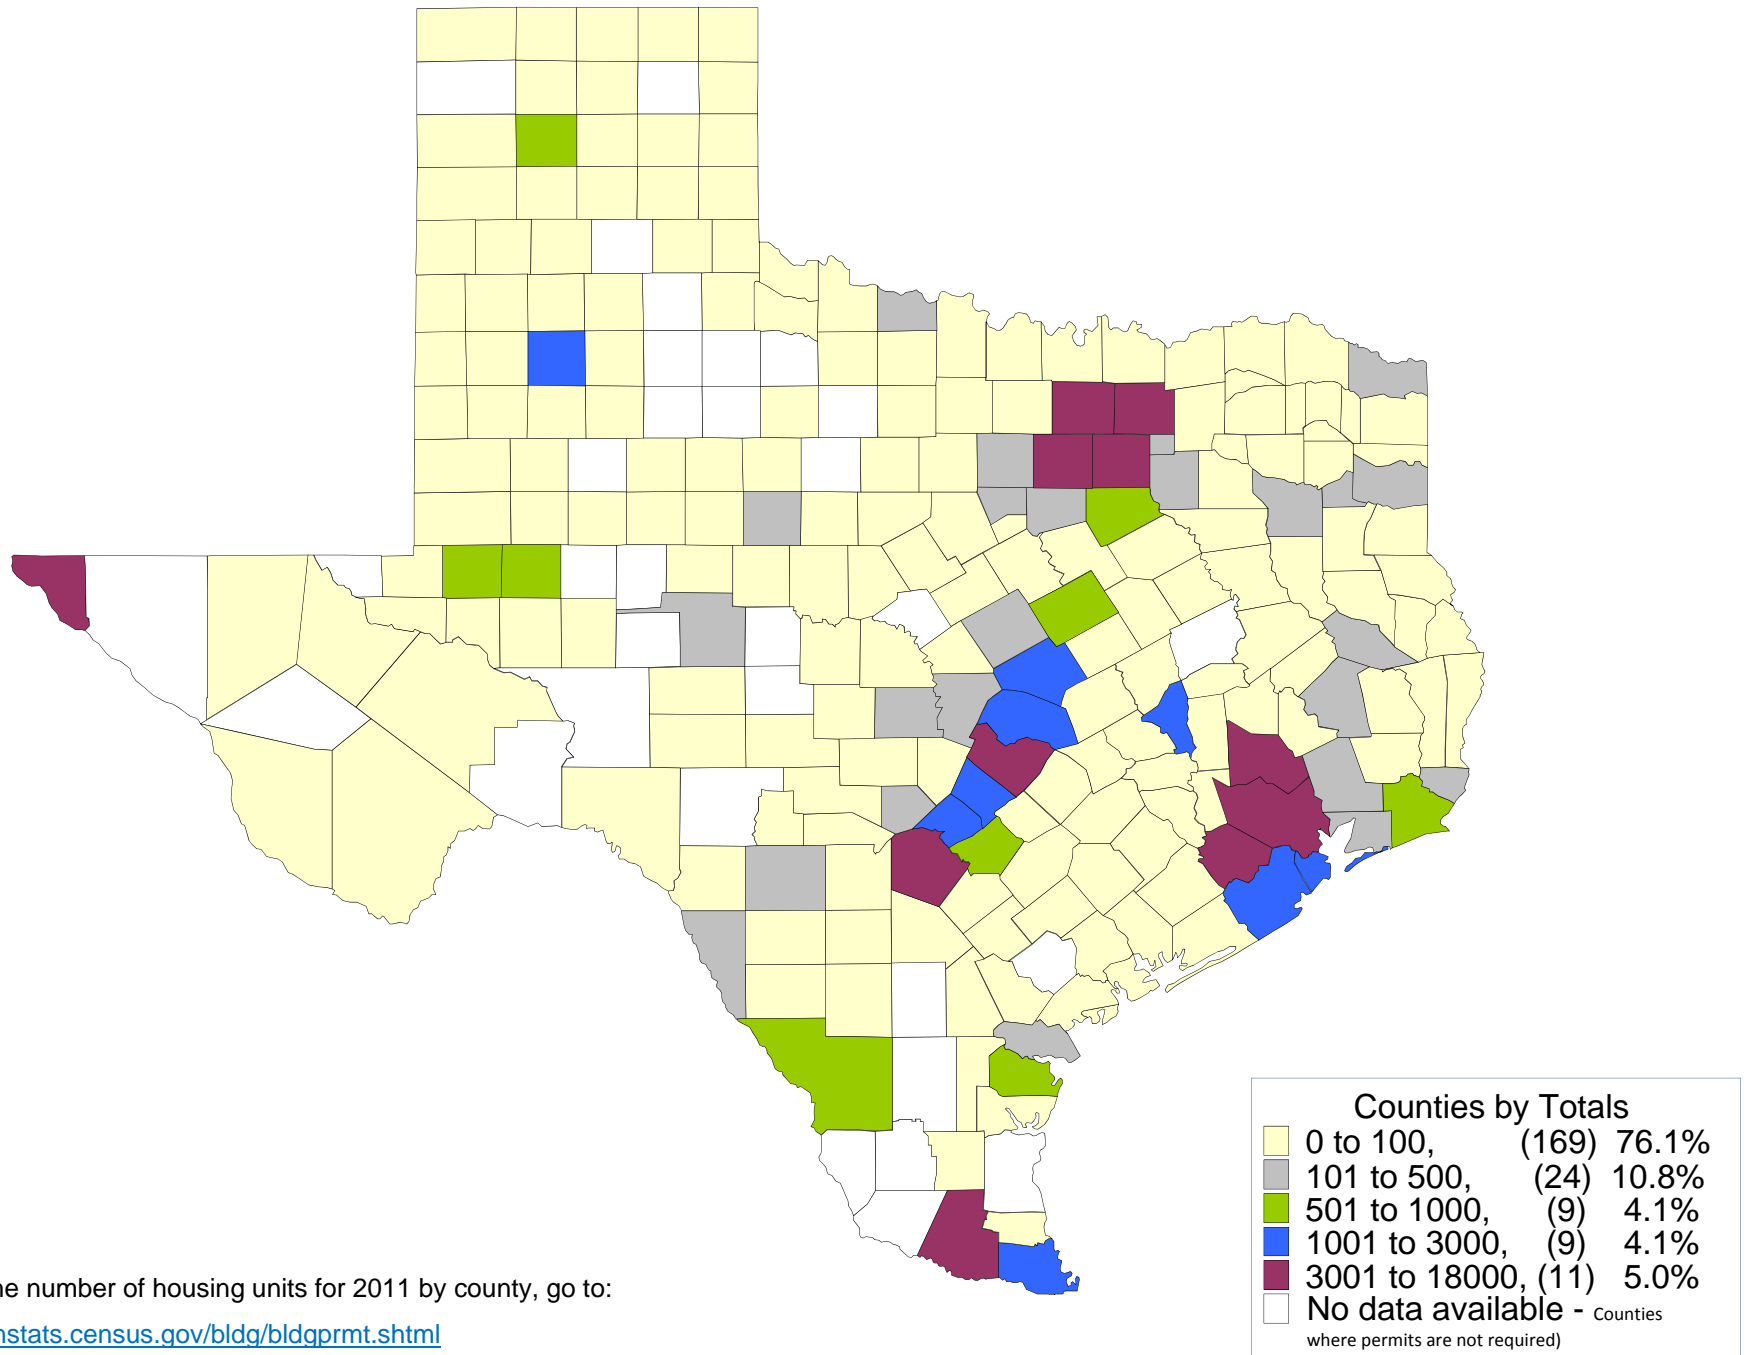 Counties by Totals
0 to 100, (169) 76.1%
101 to 500, (24) 10.8%
501 to 1000, (9) 4.1%
1001 to 3000, (9) 4.1%
3001 to 18000, (11) 5.0%
No data available - Counties
where permits are not required)
number of housing units for 2011 by county, go to:
nstats.census.gov/bldg/bldgprmt.shtml